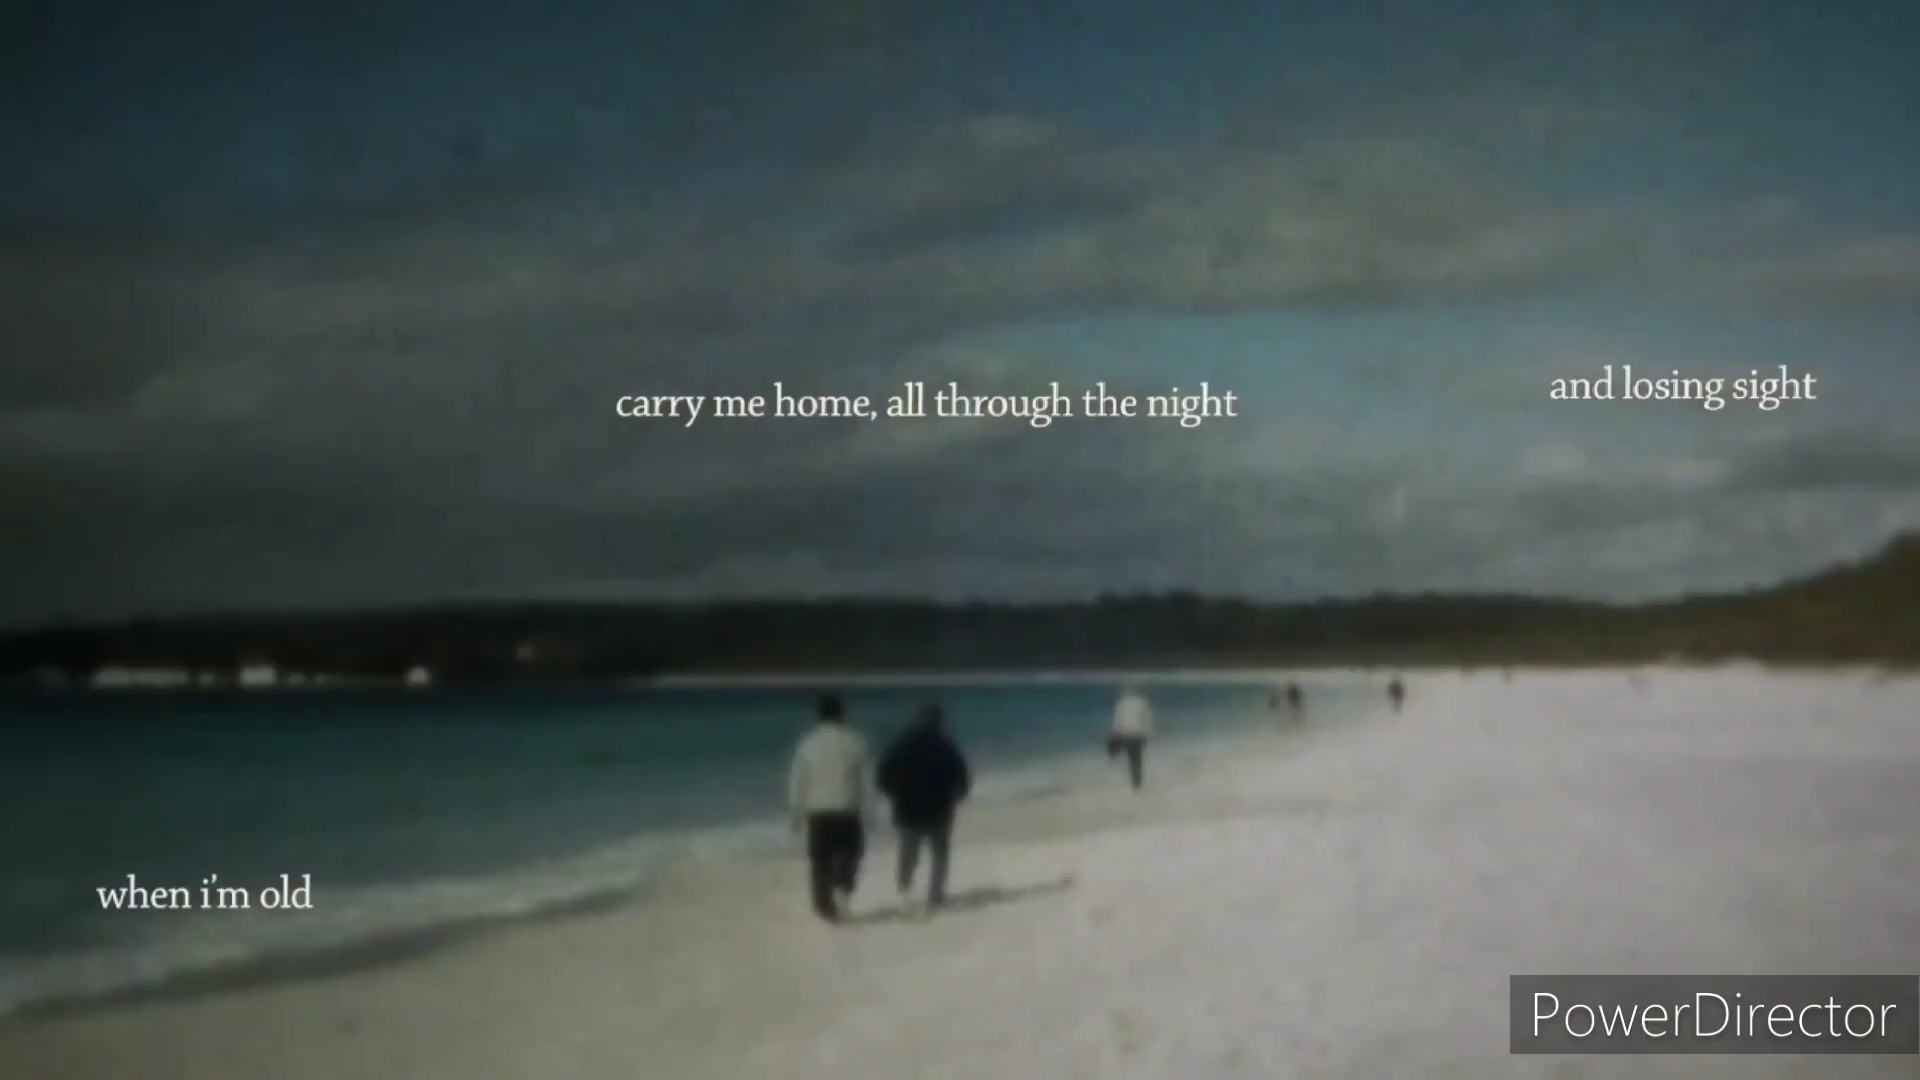 and losing sight
carry me home, all through the night
when i'm old
PowerDirector